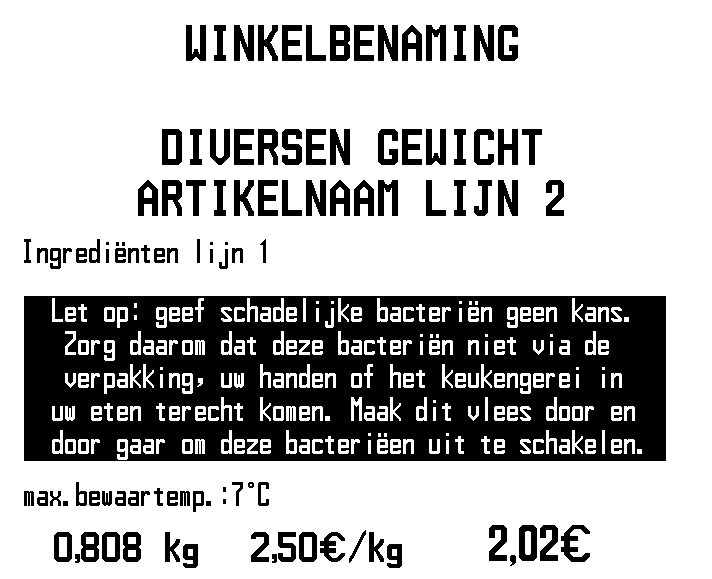 WINKELBENAMING
DIVERSEN GEWICHT
ARTIKELNAAM LIJN 2
Ingrediënten lijn 1
Let op: geef schadelijke bacteriën geen kans.
Zorg daarom dat deze bacteriën niet via de
verpakking, uw handen of het keukengerei in
uw eten terecht komen. Maak dit vlees door en
door gaar om deze bacteriëen uit te schakelen.
max.bewaartemp.:7°C
0,808 kg 2,50€/kg 2,02€